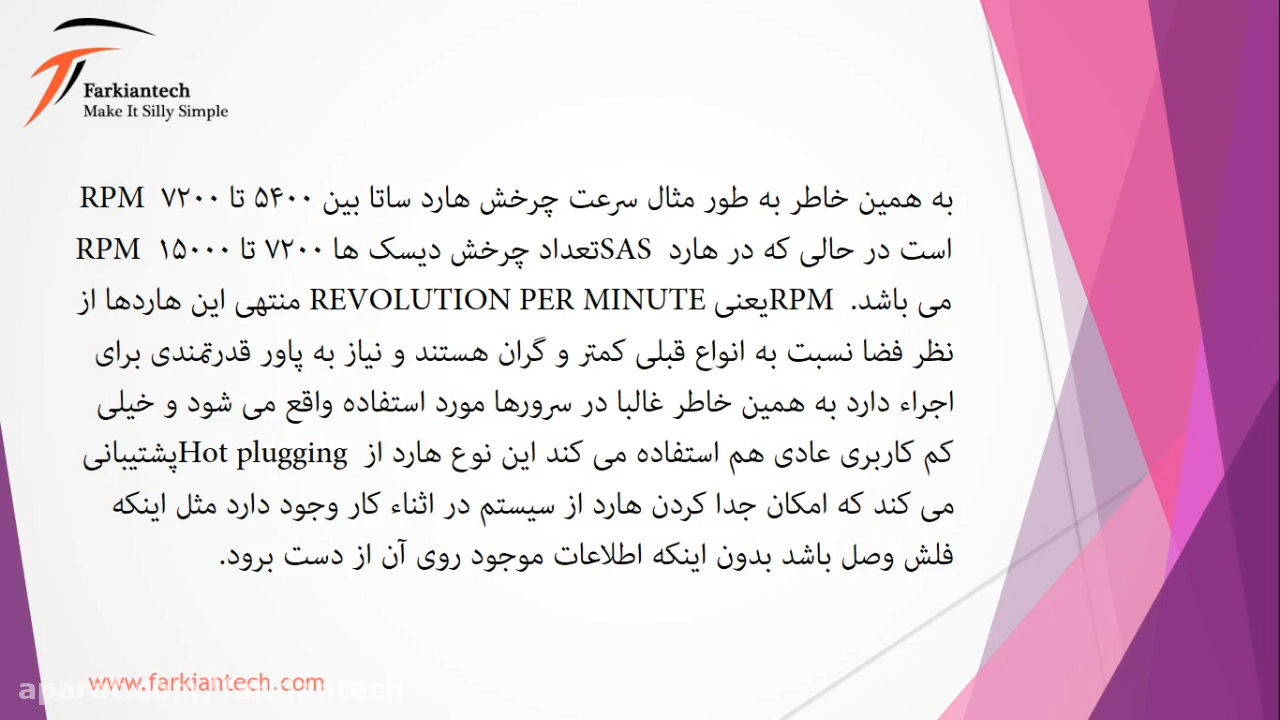 Farkiantech
Make It Silly Simple
به همین خاطر به طور مثال سرعت چرخش هارد ساتا بین ۵۴۰۰ تا ۷۲۰۰ RPM
است در حالی که در هارد SASتعداد چرخش دیسک ها ۷۲۰۰ تا ۱۵۰۰۰ RPM
می باشد. RPMیعنی REVOLUTION PER MINUTE منتهی این هاردها از
نظر فضا نسبت به انواع قبلی کمتر و گران هستند و نیاز به پاور قدرتمندی برای
اجراء دارد به همین خاطر غالبا در سرورها مورد استفاده واقع می شود و خیلی
کم کاربری عادی هم استفاده می کند این نوع هارد از Hot pluggingپشتیبانی
می کند که امکان جدا کردن هارد از سیستم در اثناء کار وجود دارد مثل اینکه
فلش وصل باشد بدون اینکه اطلاعات موجود روی آن از دست برود.
www.farkiantech.com